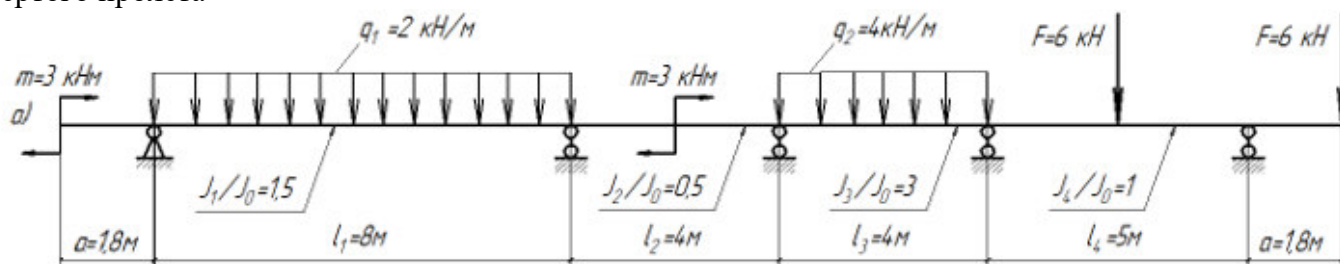 q₁=2 кН/м
q₂=4кН/м
F=6 кН
F=6 кН
m=3 кНм
m=3 кНм
а)
J₁/J₀=1,5
J₂/J₀=0,5
J₃/J₀=3
J₄/J₀=1
a=1,8м
l₁=8м
l₂=4м
l₃=4м
l₄=5м
a=1,8м